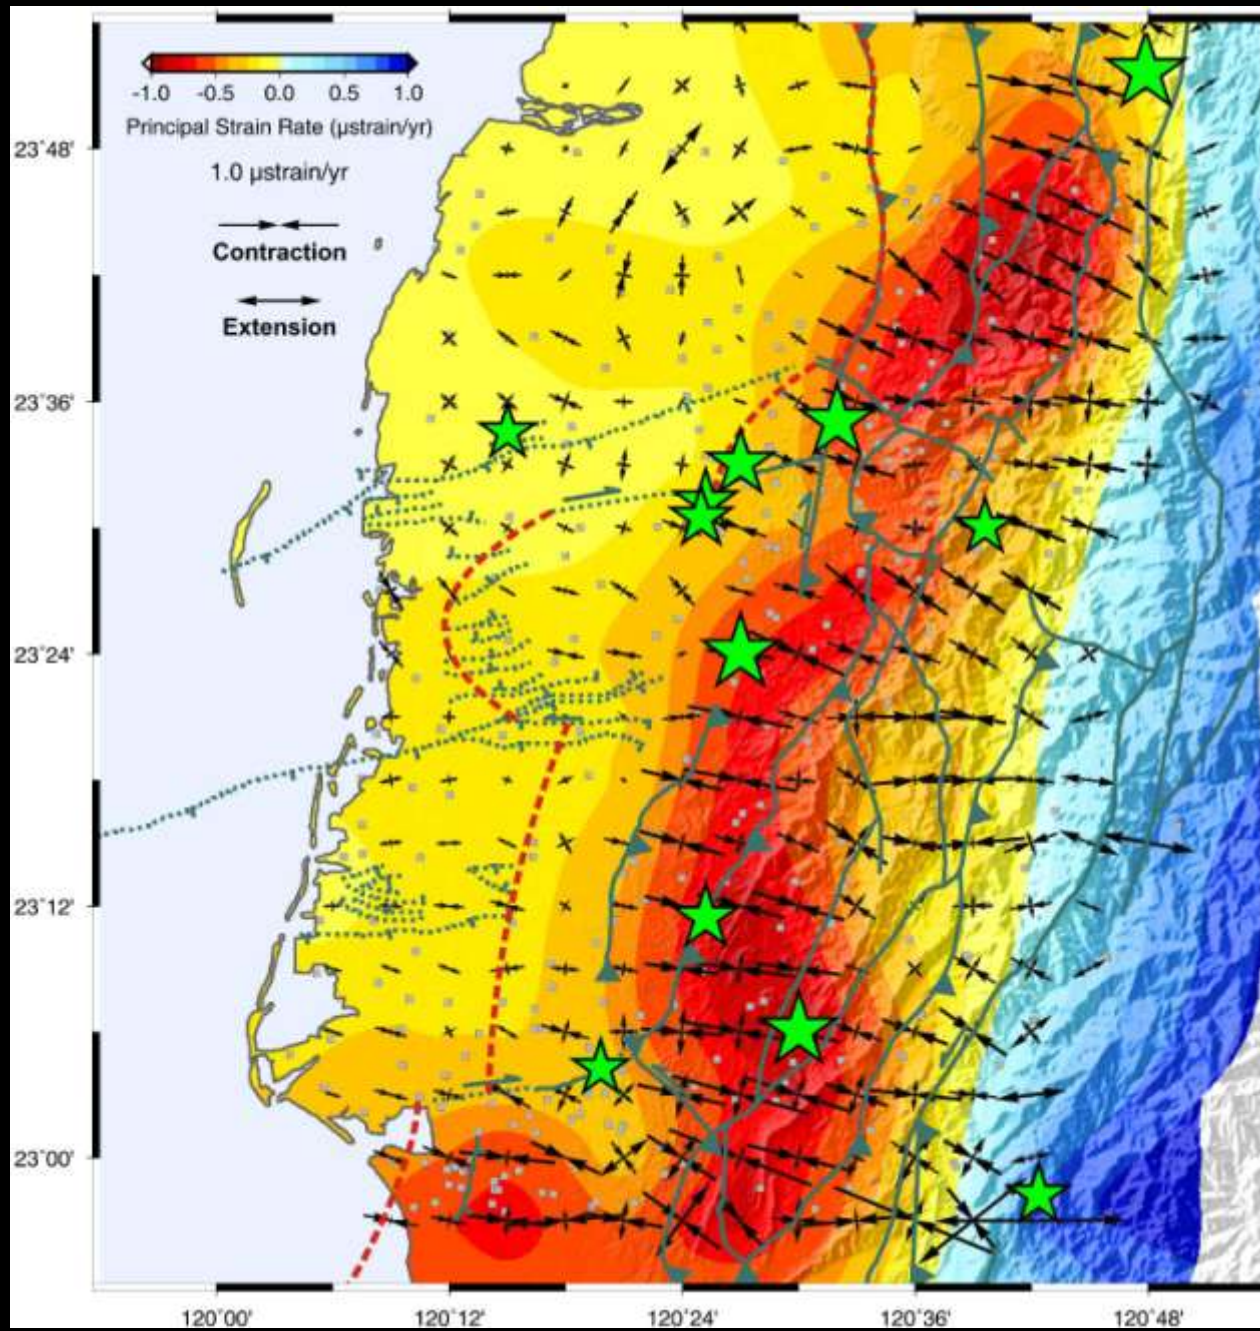 -1.0 -0.5 0.0 0.5 1.0
Principal Strain Rate (μstrain/yr)
1.0 μstrain/yr
Contraction
Extension
23°48'
23°36'
23°24'
23°12'
23°00'
120°00' 120°12' 120°24' 120°36' 120°48'